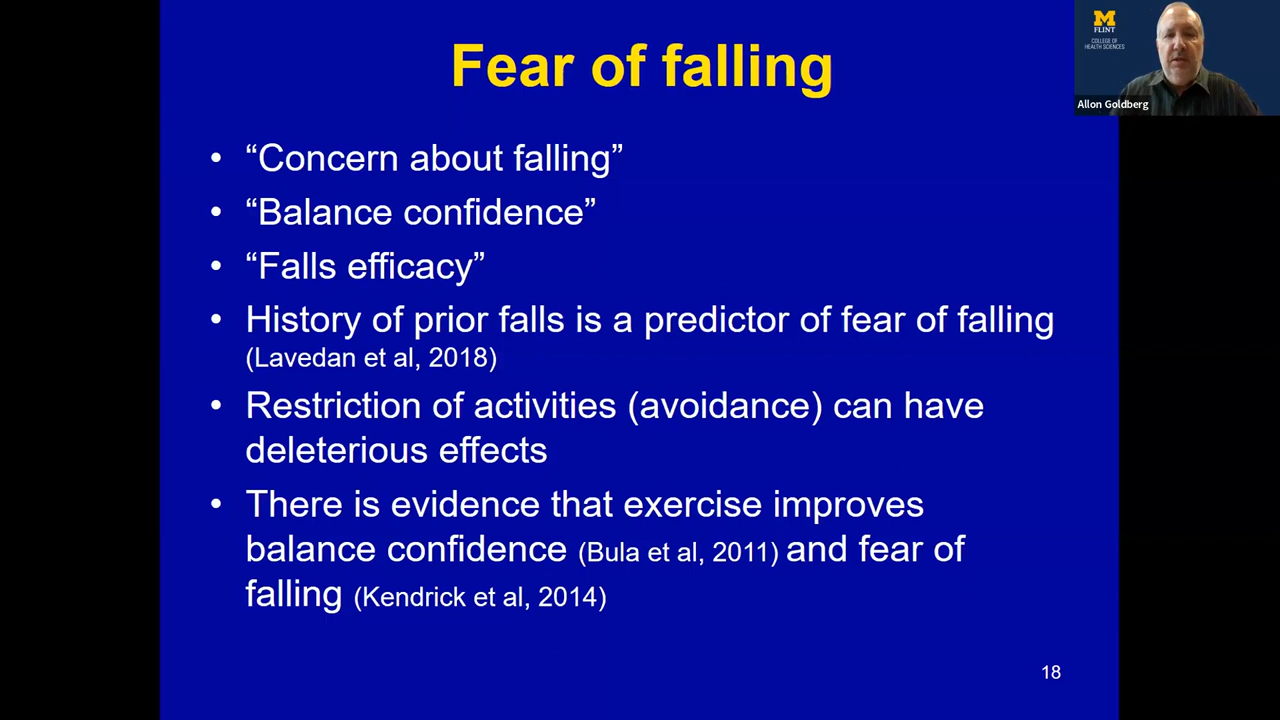 Fear of falling
• “Concern about falling”
• “Balance confidence”
• “Falls efficacy”
• History of prior falls is a predictor of fear of falling
(Lavedan et al, 2018)
• Restriction of activities (avoidance) can have
deleterious effects
• There is evidence that exercise improves
balance confidence (Bula et al, 2011) and fear of
falling (Kendrick et al, 2014)
18
M
FLINT
COLLEGE OF
HEALTH SCIENCES
Allon Goldberg